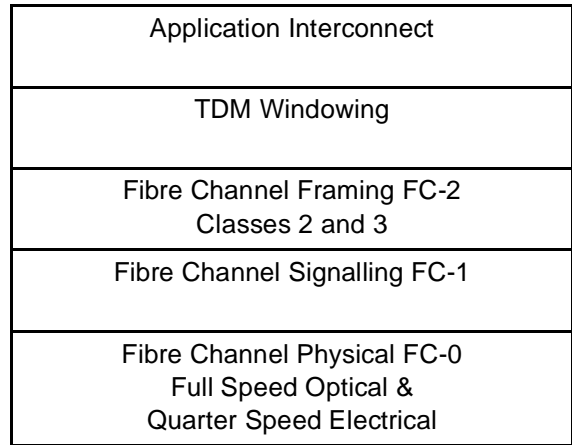 Application Interconnect
TDM Windowing
Fibre Channel Framing FC-2
Classes 2 and 3
Fibre Channel Signalling FC-1
Fibre Channel Physical FC-0
Full Speed Optical &
Quarter Speed Electrical